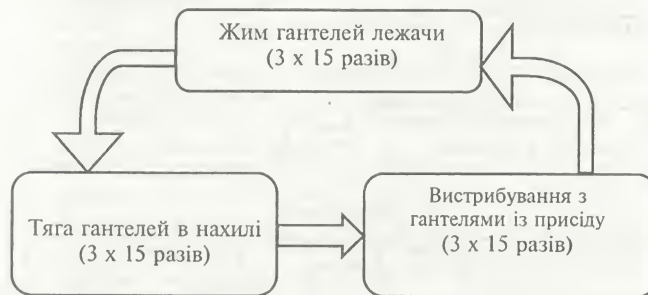 Жим гантелей лежачи
(3 х 15 разів)
Тяга гантелей в нахилі
(3 х 15 разів)
Вистрибування з
гантелями із присіду
(3 х 15 разів)